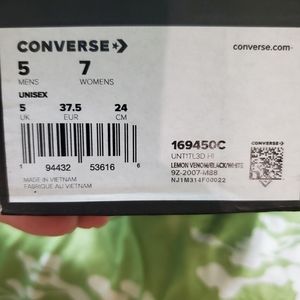 CONVERSE
converse.com
5 7
MENS WOMENS
UNISEX
5 37.5 24
UK EUR CM
169450C
CONVERSE
UNT1TL3D HI
LEMON VENOM/BLACK/WHITE
9Z-2007-M88
NJ1M314F00022
1 94432 53616 6
MADE IN VIETNAM
FABRIQUE AU VIETNAM